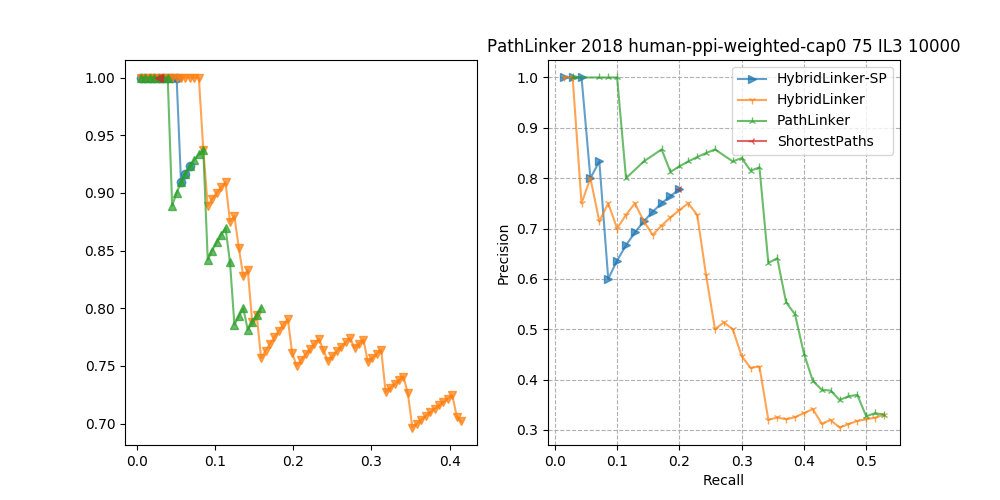 PathLinker 2018 human-ppi-weighted-cap0 75 IL3 10000
1.00
0.95
0.90
0.85
0.80
0.75
0.70
0.0 0.1 0.2 0.3 0.4
Precision
1.0
0.9
0.8
0.7
0.6
0.5
0.4
0.3
HybridLinker-SP
HybridLinker
PathLinker
ShortestPaths
0.0 0.1 0.2 0.3 0.4 0.5
Recall